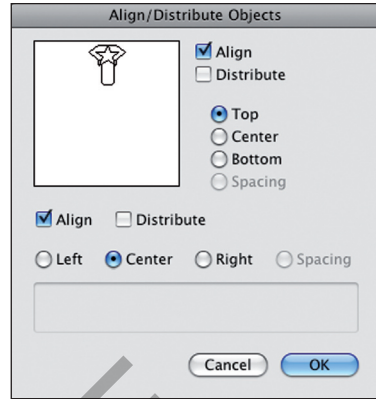 Align/Distribute Objects
Align
Distribute
Top
Center
Bottom
Spacing
Align Distribute
Left Center Right Spacing
Cancel OK